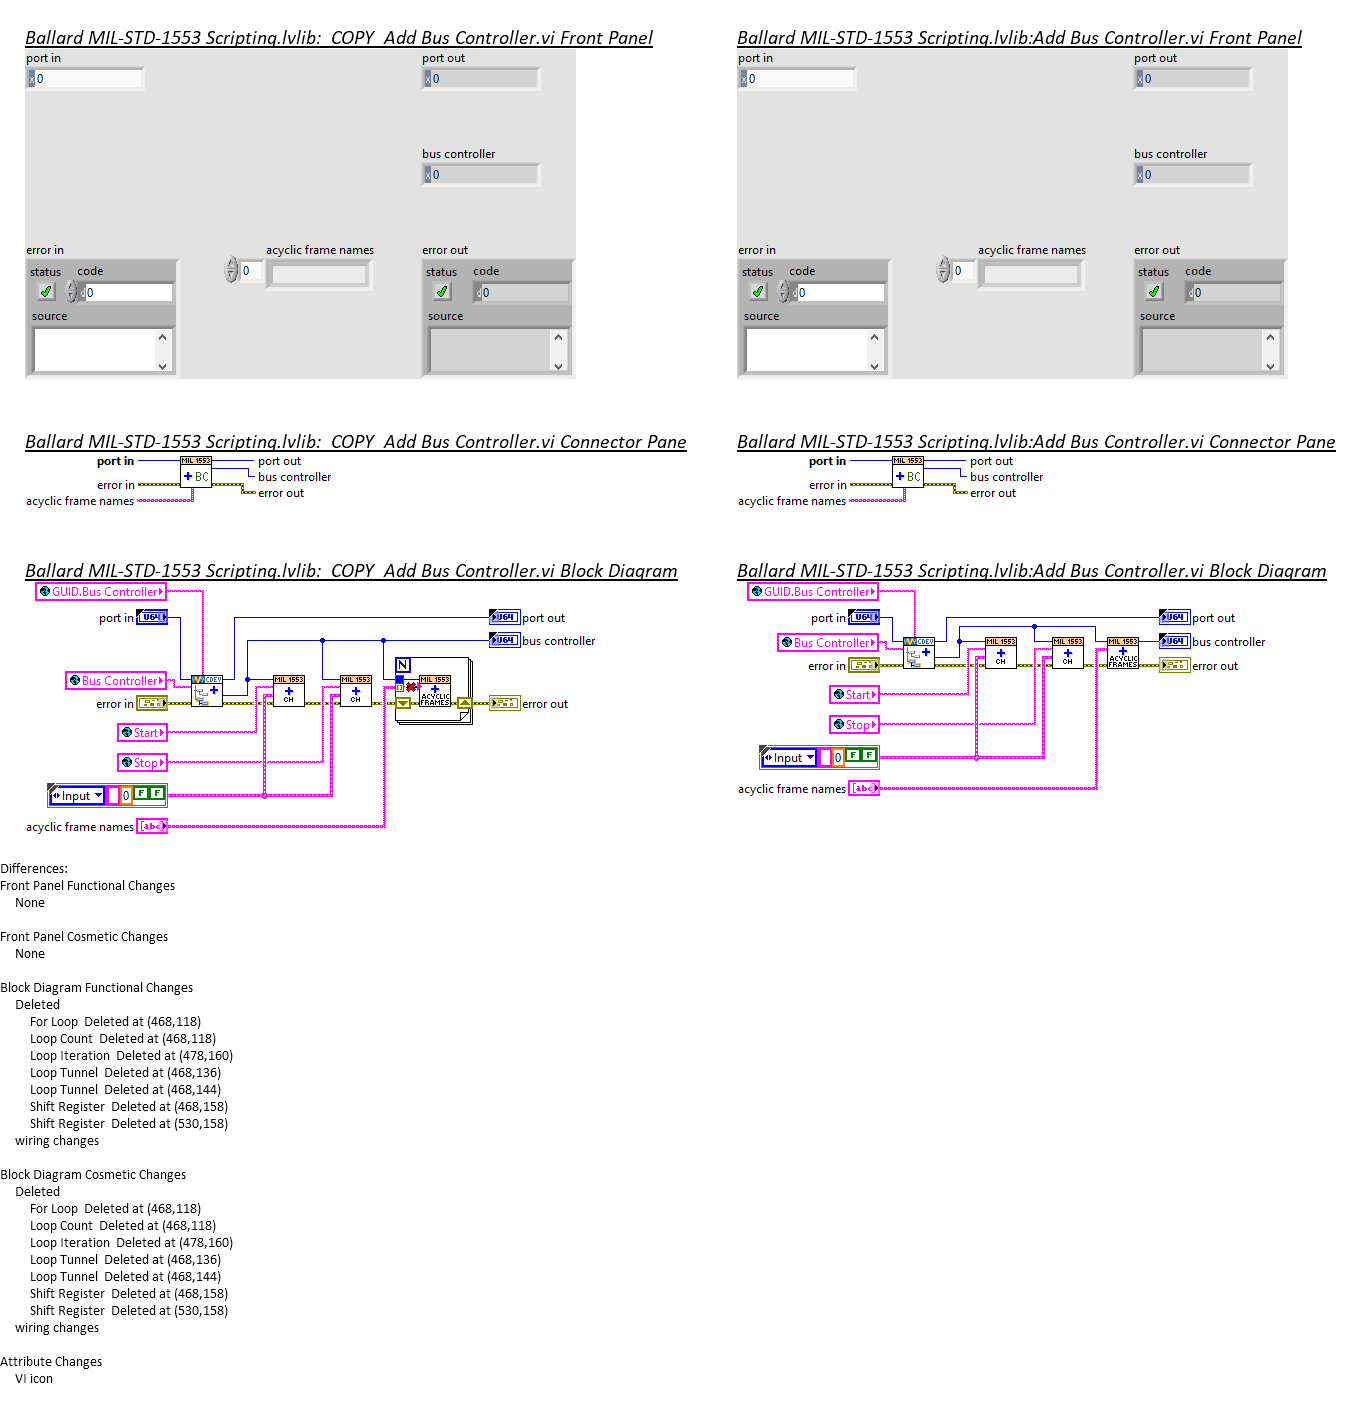 Ballard MIL-STD-1553 Scripting.lvlib:  COPY  Add Bus Controller.vi Front Panel
port in
x 0
port out
x 0
bus controller
x 0
error in
status
code
d 0
source
0
acyclic frame names
error out
status
code
d 0
source
Ballard MIL-STD-1553 Scripting.lvlib:Add Bus Controller.vi Front Panel
port in
x 0
port out
x 0
bus controller
x 0
error in
status
code
d 0
source
0
acyclic frame names
error out
status
code
d 0
source
Ballard MIL-STD-1553 Scripting.lvlib:  COPY  Add Bus Controller.vi Connector Pane
port in
error in
acyclic frame names
MIL 1553
+ BC
port out
bus controller
error out
Ballard MIL-STD-1553 Scripting.lvlib:Add Bus Controller.vi Connector Pane
port in
error in
acyclic frame names
MIL 1553
+ BC
port out
bus controller
error out
Ballard MIL-STD-1553 Scripting.lvlib:  COPY  Add Bus Controller.vi Block Diagram
GUID.Bus Controller
port in
U64
U64
port out
U64
bus controller
N
Bus Controller
CDEV
+
MIL 1553
+
CH
MIL 1553
+
CH
MIL 1553
+
ACYCLIC
FRAMES
error in
error out
Start
Stop
Input
0
F
F
acyclic frame names
[abc]
Ballard MIL-STD-1553 Scripting.lvlib:Add Bus Controller.vi Block Diagram
GUID.Bus Controller
port in
U64
U64
port out
Bus Controller
CDEV
+
MIL 1553
+
CH
MIL 1553
+
CH
MIL 1553
+
ACYCLIC
FRAMES
U64
bus controller
error in
error out
Start
Stop
Input
0
F
F
acyclic frame names
[abc]
Differences:
Front Panel Functional Changes
None
Front Panel Cosmetic Changes
None
Block Diagram Functional Changes
Deleted
For Loop  Deleted at (468,118)
Loop Count  Deleted at (468,118)
Loop Iteration  Deleted at (478,160)
Loop Tunnel  Deleted at (468,136)
Loop Tunnel  Deleted at (468,144)
Shift Register  Deleted at (468,158)
Shift Register  Deleted at (530,158)
wiring changes
Block Diagram Cosmetic Changes
Deleted
For Loop  Deleted at (468,118)
Loop Count  Deleted at (468,118)
Loop Iteration  Deleted at (478,160)
Loop Tunnel  Deleted at (468,136)
Loop Tunnel  Deleted at (468,144)
Shift Register  Deleted at (468,158)
Shift Register  Deleted at (530,158)
wiring changes
Attribute Changes
VI icon